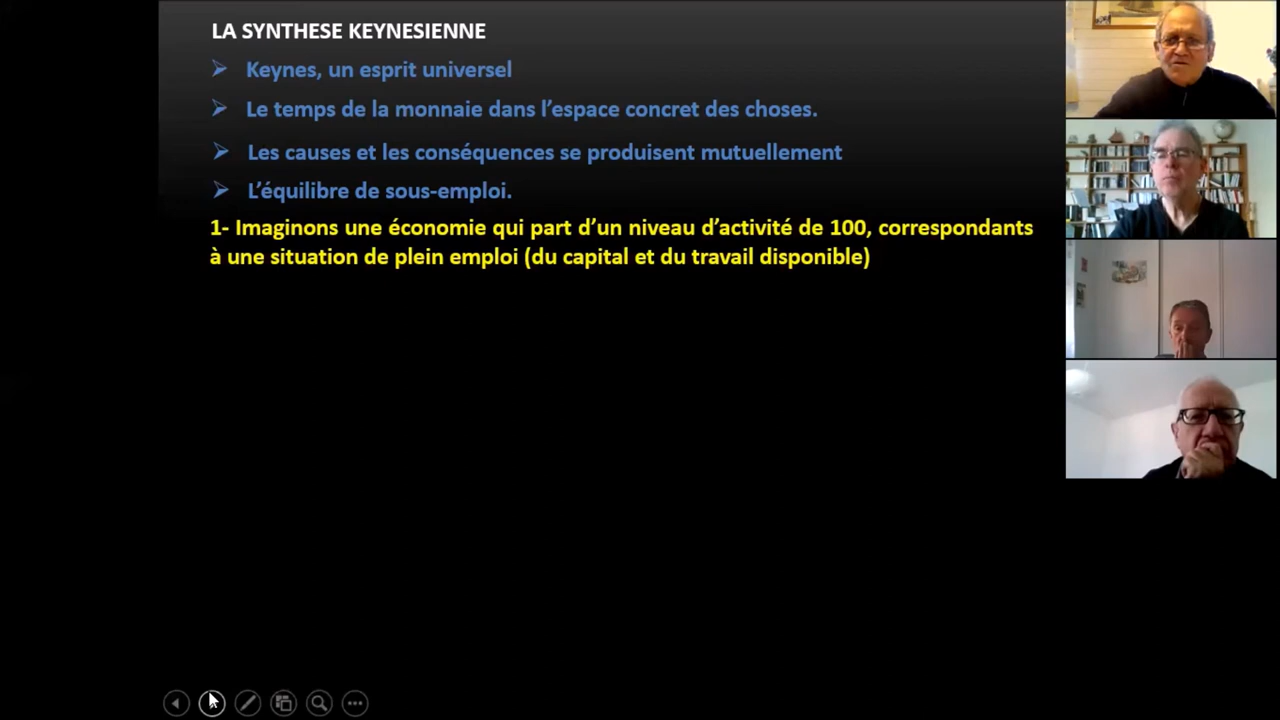 LA SYNTHESE KEYNESIENNE
Keynes, un esprit universel
Le temps de la monnaie dans l’espace concret des choses.
Les causes et les conséquences se produisent mutuellement
L’équilibre de sous-emploi.
1- Imaginons une économie qui part d’un niveau d’activité de 100, correspondants
à une situation de plein emploi (du capital et du travail disponible)